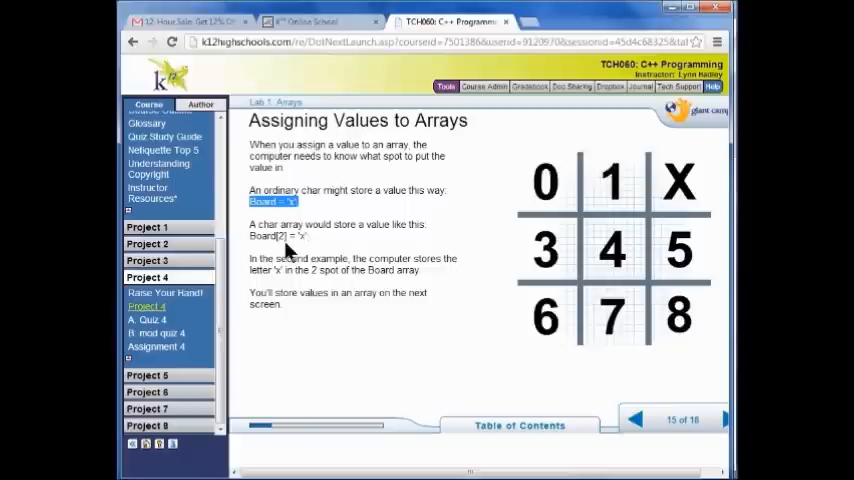 12 Hour Sale: Get 12% Of
K¹² Online School
TCH060: C++ Programm
k12highschools.com/re/DotNextLaunch.asp?courseid=7501386&userid=9120970&sessionid=45d4c68325&tal
k12
TCH060: C++ Programming
Instructor: Lynn Hadley
Tools Course Admin Gradebook Doc Sharing Dropbox Journal Tech Support Help
Course Author
Glossary
Quiz Study Guide
Netiquette Top 5
Understanding
Copyright
Instructor
Resources*
Project 1
Project 2
Project 3
Project 4
Raise Your Hand!
Project 4
A. Quiz 4
B. mod quiz 4
Assignment 4
Project 5
Project 6
Project 7
Project 8
Lab 1: Arrays
giant camp
Assigning Values to Arrays
When you assign a value to an array, the
computer needs to know what spot to put the
value in
An ordinary char might store a value this way:
Board = 'x'
A char array would store a value like this:
Board[2] = 'x';
In the second example, the computer stores the
letter 'x' in the 2 spot of the Board array
You'll store values in an array on the next
screen.
0 1 X
3 4 5
6 7 8
Table of Contents
15 of 18